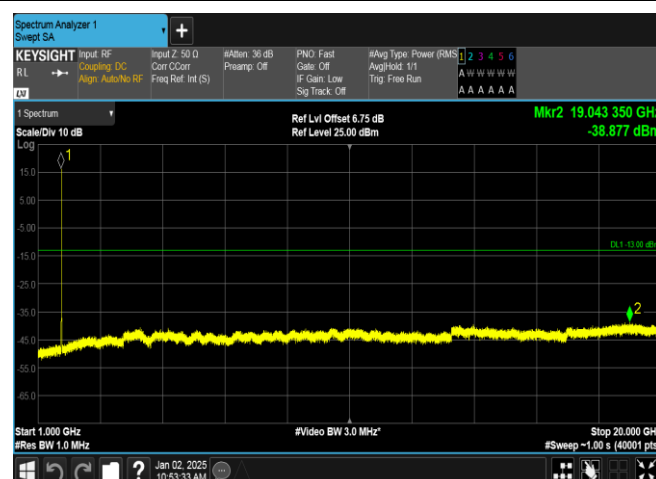 Spectrum Analyzer 1
Swept SA
KEYSIGHT
RL
LXI
Input: RF
Coupling: DC
Align: Auto/No RF
Input Z: 50 Ω
Corr CCorr
Freq Ref: Int (S)
#Atten: 36 dB
Preamp: Off
PNO: Fast
Gate: Off
IF Gain: Low
Sig Track: Off
#Avg Type: Power (RMS
Avg|Hold: 1/1
Trig: Free Run
1 2 3 4 5 6
A W W W W W
A A A A A A
1 Spectrum
Scale/Div 10 dB
Ref Lvl Offset 6.75 dB
Ref Level 25.00 dBm
Mkr2 19.043 350 GHz
-38.877 dBm
Log
1
15.0
5.00
-5.00
DL1 -13.00 dBm
-15.0
-25.0
2
-35.0
-45.0
-55.0
-65.0
Start 1.000 GHz
#Video BW 3.0 MHz*
Stop 20.000 GH
#Res BW 1.0 MHz
#Sweep ~1.00 s (40001 pts
Jan 02, 2025
10:53:33 AM